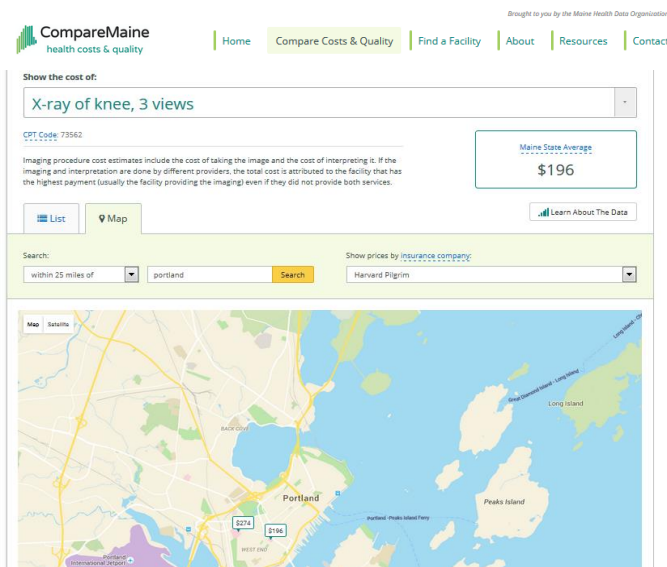 Brought to you by the Maine Health Data Organization
CompareMaine
health costs & quality
Home
Compare Costs & Quality
Find a Facility
About
Resources
Contact
Show the cost of:
X-ray of knee, 3 views
CPT Code: 73562
Maine State Average
$196
Imaging procedure cost estimates include the cost of taking the image and the cost of interpreting it. If the
imaging and interpretation are done by different providers, the total cost is attributed to the facility that has
the highest payment (usually the facility providing the imaging) even if they did not provide both services.
List
Map
Learn About The Data
Search:
Show prices by insurance company:
within 25 miles of
portland
Search
Harvard Pilgrim
Map
Satellite
Long Island
Great Diamond Island - Long Island
Long Island
BACK COVE
Portland
Peaks Island
Portland - Peaks Island Ferry
$274
$196
WEST END
Portland
International Jetport